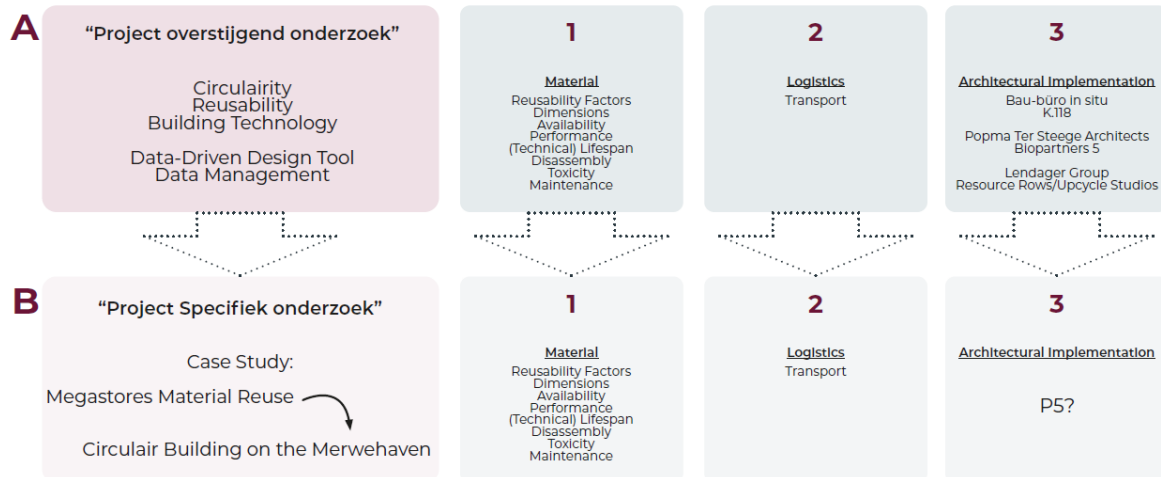 A
“Project overstijgend onderzoek”
Circulairity
Reusability
Building Technology
Data-Driven Design Tool
Data Management
1
Material
Reusability Factors
Dimensions
Availability
Performance
(Technical) Lifespan
Disassembly
Toxicity
Maintenance
2
Logistics
Transport
3
Architectural Implementation
Bau-büro in situ
K.118
Popma Ter Steege Architects
Biopartners 5
Lendager Group
Resource Rows/Upcycle Studios
B
“Project Specifiek onderzoek”
Case Study:
Megastores Material Reuse
Circulair Building on the Merwehaven
1
Material
Reusability Factors
Dimensions
Availability
Performance
(Technical) Lifespan
Disassembly
Toxicity
Maintenance
2
Logistics
Transport
3
Architectural Implementation
P5?